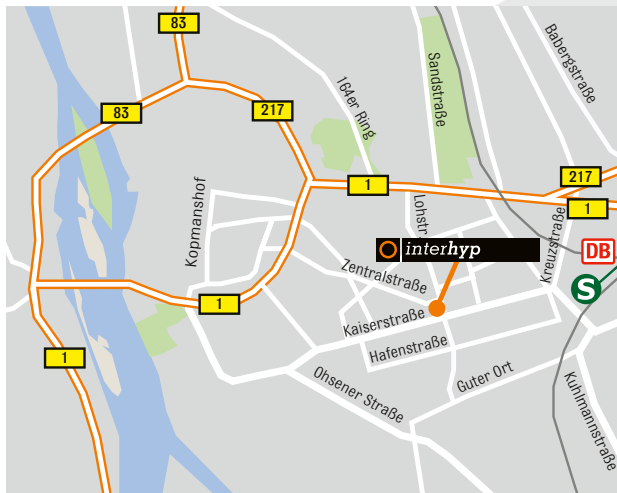 83
83
217
164er Ring
Sandstraße
Babergstraße
217
1
1
Kopmanshof
Lohstr.
Kreuzstraße
interhyp
DB
Zentralstraße
S
1
Kaiserstraße
Hafenstraße
1
Ohsener Straße
Guter Ort
Kuhlmannstraße